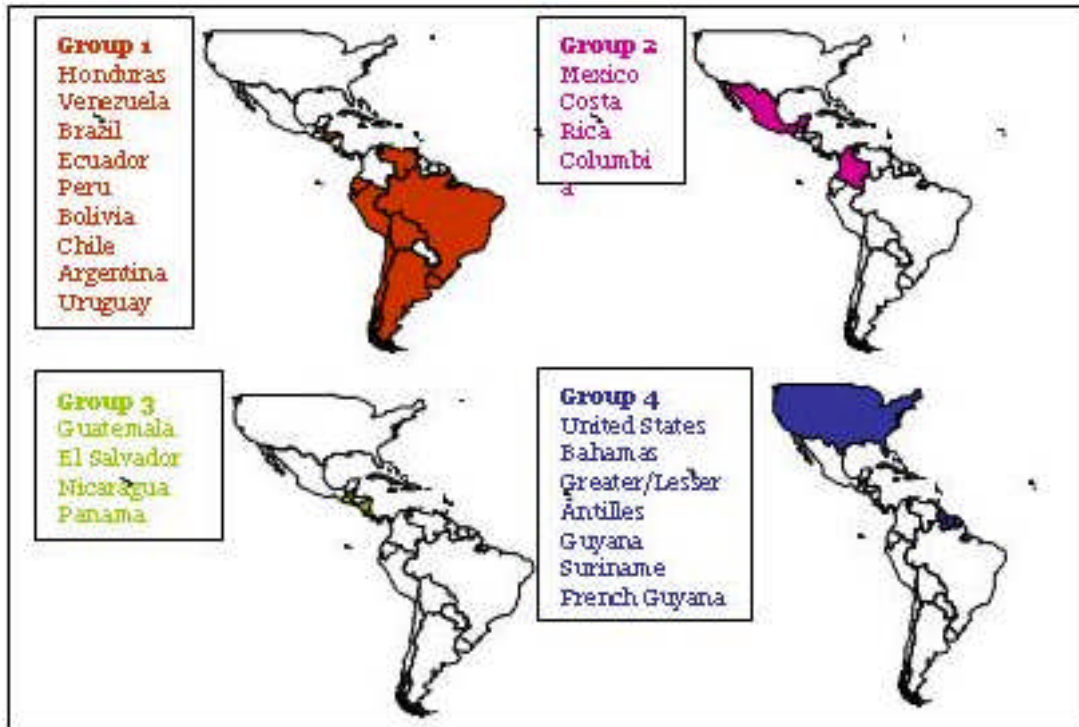 Group 1
Honduras
Venezuela
Brazil
Ecuador
Peru
Bolivia
Chile
Argentina
Uruguay
Group 2
Mexico
Costa
Rica
Columbi
a
Group 3
Guatemala
El Salvador
Nicaragua
Panama
Group 4
United States
Bahamas
Greater/Lesser
Antilles
Guyana
Suriname
French Guyana